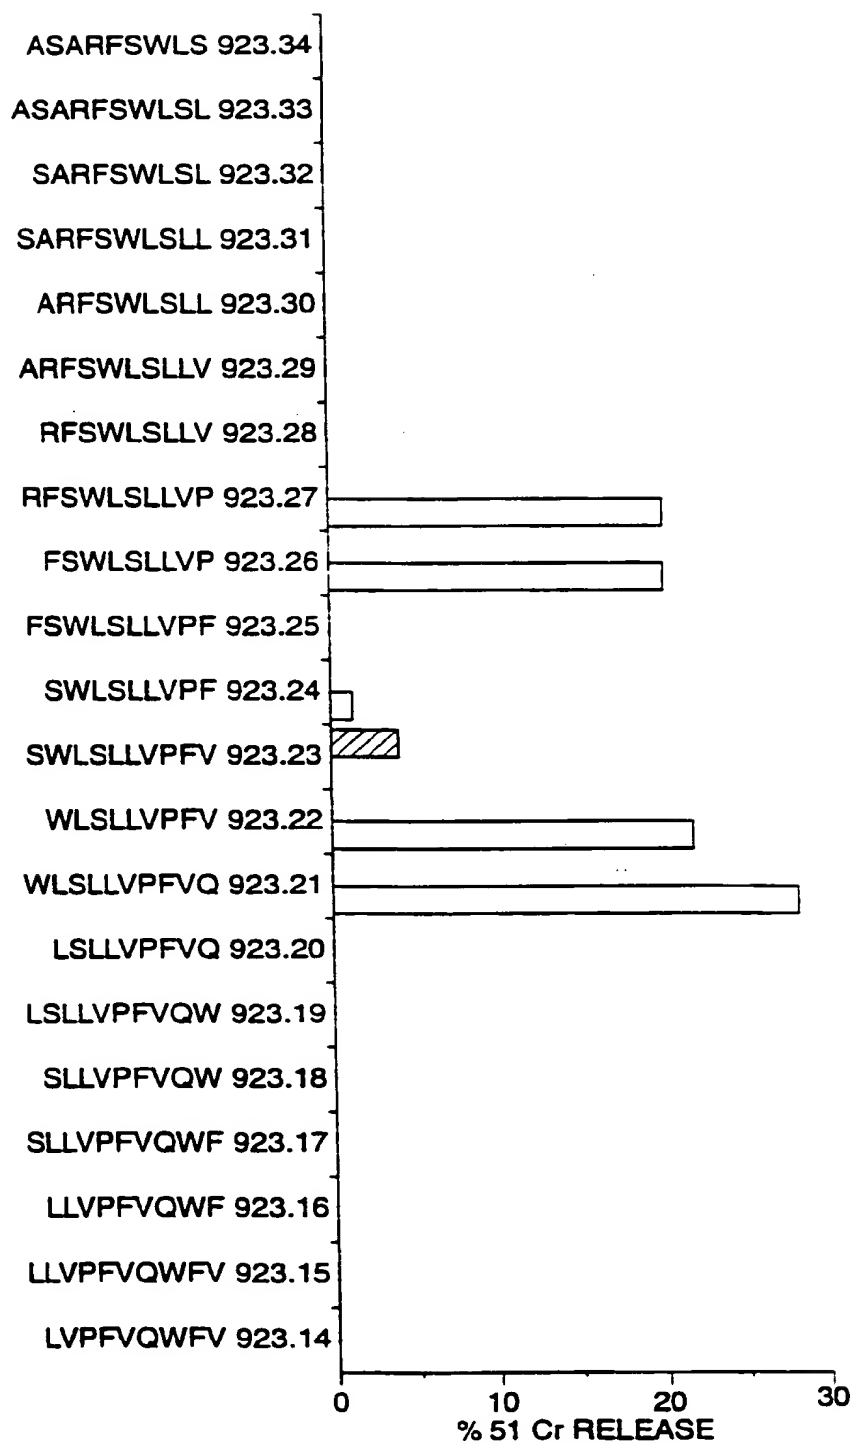 ASARFSWLS 923.34
ASARFSWLSL 923.33
SARFSWLSL 923.32
SARFSWLSLL 923.31
ARFSWLSLL 923.30
ARFSWLSLLV 923.29
RFSWLSLLV 923.28
RFSWLSLLVP 923.27
FSWLSLLVP 923.26
FSWLSLLVPF 923.25
SWLSLLVPF 923.24
SWLSLLVPFV 923.23
WLSLLVPFV 923.22
WLSLLVPFVQ 923.21
LSLLVPFVQ 923.20
LSLLVPFVQW 923.19
SLLVPFVQW 923.18
SLLVPFVQWF 923.17
LLVPFVQWF 923.16
LLVPFVQWFV 923.15
LVPFVQWFV 923.14
0 10 20 30
% 51 Cr RELEASE